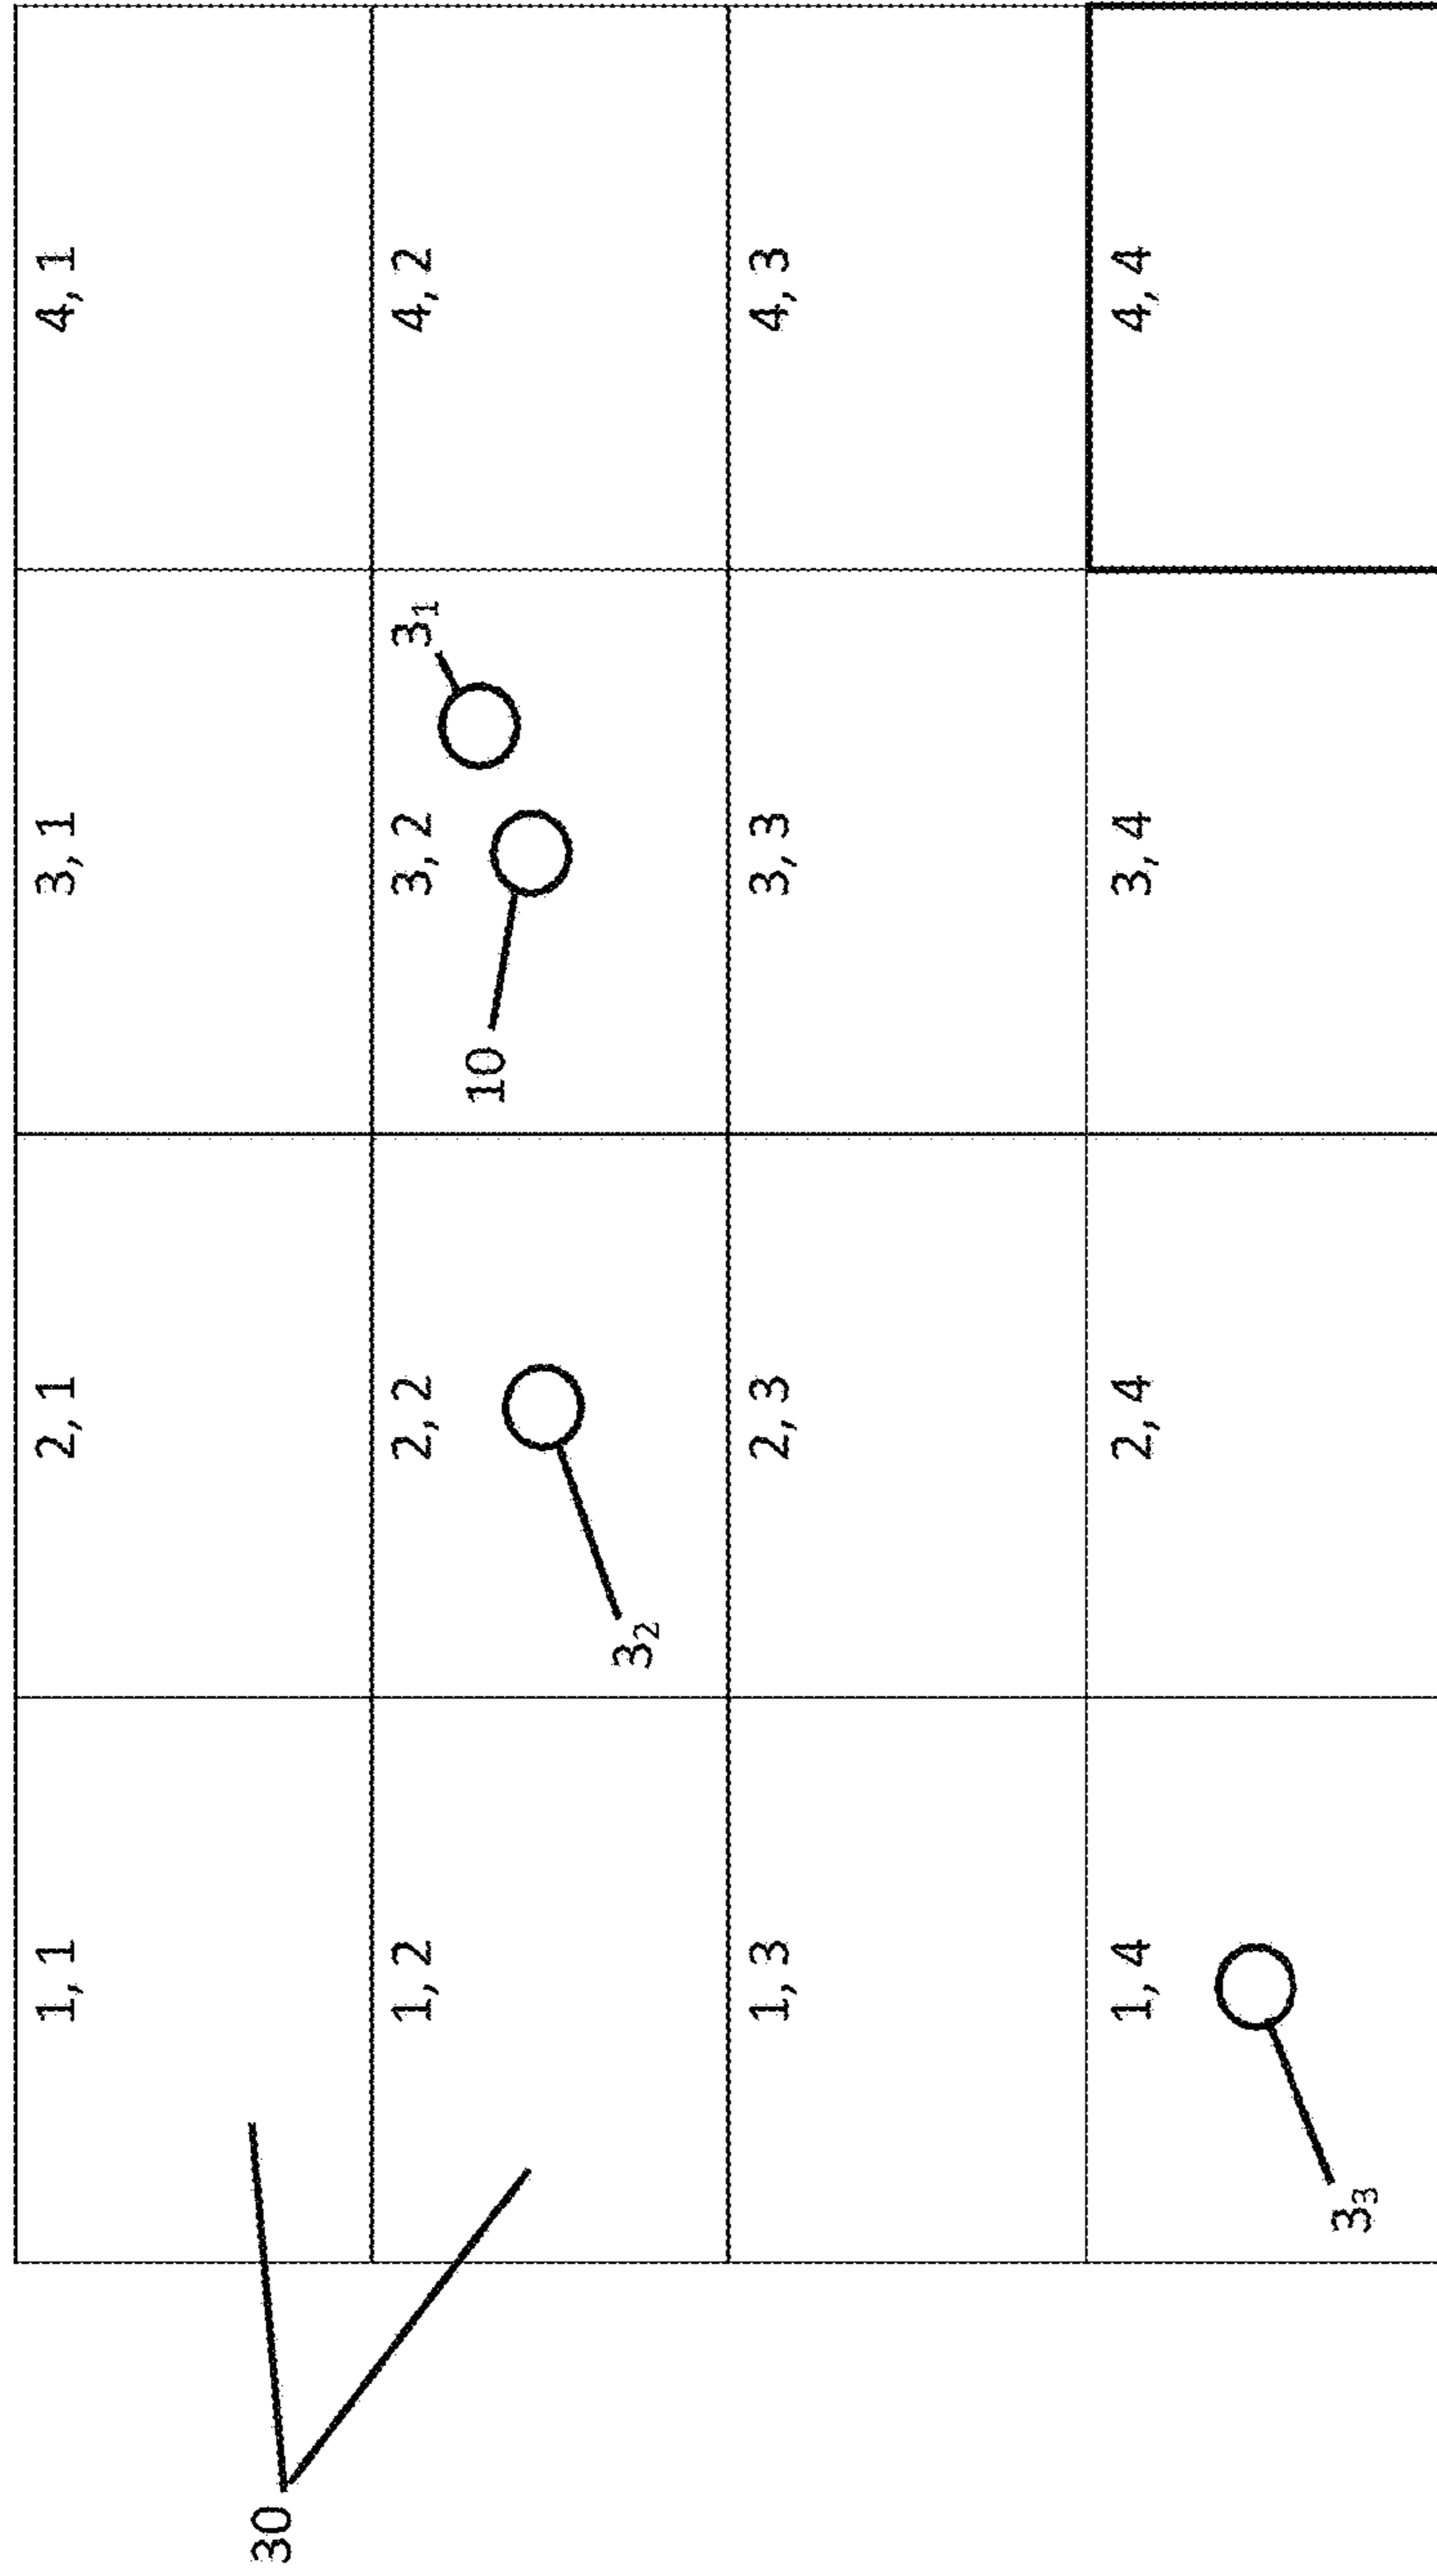 1, 1 2, 1 3, 1 4, 1
30
1, 2 2, 2 3, 2 3₁ 4, 2
10
3₂
1, 3 2, 3 3, 3 4, 3
1, 4 2, 4 3, 4 4, 4
3₃